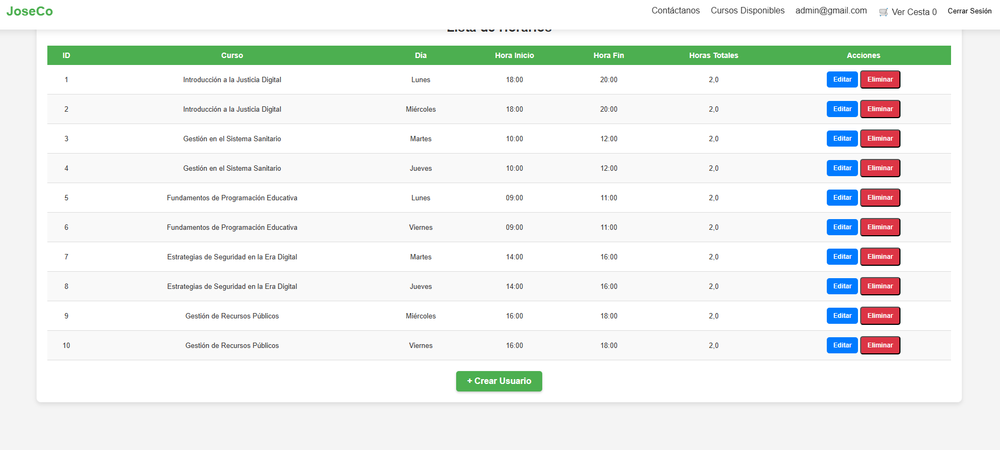 JoseCo Contáctanos Cursos Disponibles admin@gmail.com Ver Cesta 0 Cerrar Sesión
Lista de Horarios
ID Curso Día Hora Inicio Hora Fin Horas Totales Acciones
1 Introducción a la Justicia Digital Lunes 18:00 20:00 2,0 Editar Eliminar
2 Introducción a la Justicia Digital Miércoles 18:00 20:00 2,0 Editar Eliminar
3 Gestión en el Sistema Sanitario Martes 10:00 12:00 2,0 Editar Eliminar
4 Gestión en el Sistema Sanitario Jueves 10:00 12:00 2,0 Editar Eliminar
5 Fundamentos de Programación Educativa Lunes 09:00 11:00 2,0 Editar Eliminar
6 Fundamentos de Programación Educativa Viernes 09:00 11:00 2,0 Editar Eliminar
7 Estrategias de Seguridad en la Era Digital Martes 14:00 16:00 2,0 Editar Eliminar
8 Estrategias de Seguridad en la Era Digital Jueves 14:00 16:00 2,0 Editar Eliminar
9 Gestión de Recursos Públicos Miércoles 16:00 18:00 2,0 Editar Eliminar
10 Gestión de Recursos Públicos Viernes 16:00 18:00 2,0 Editar Eliminar
+ Crear Usuario